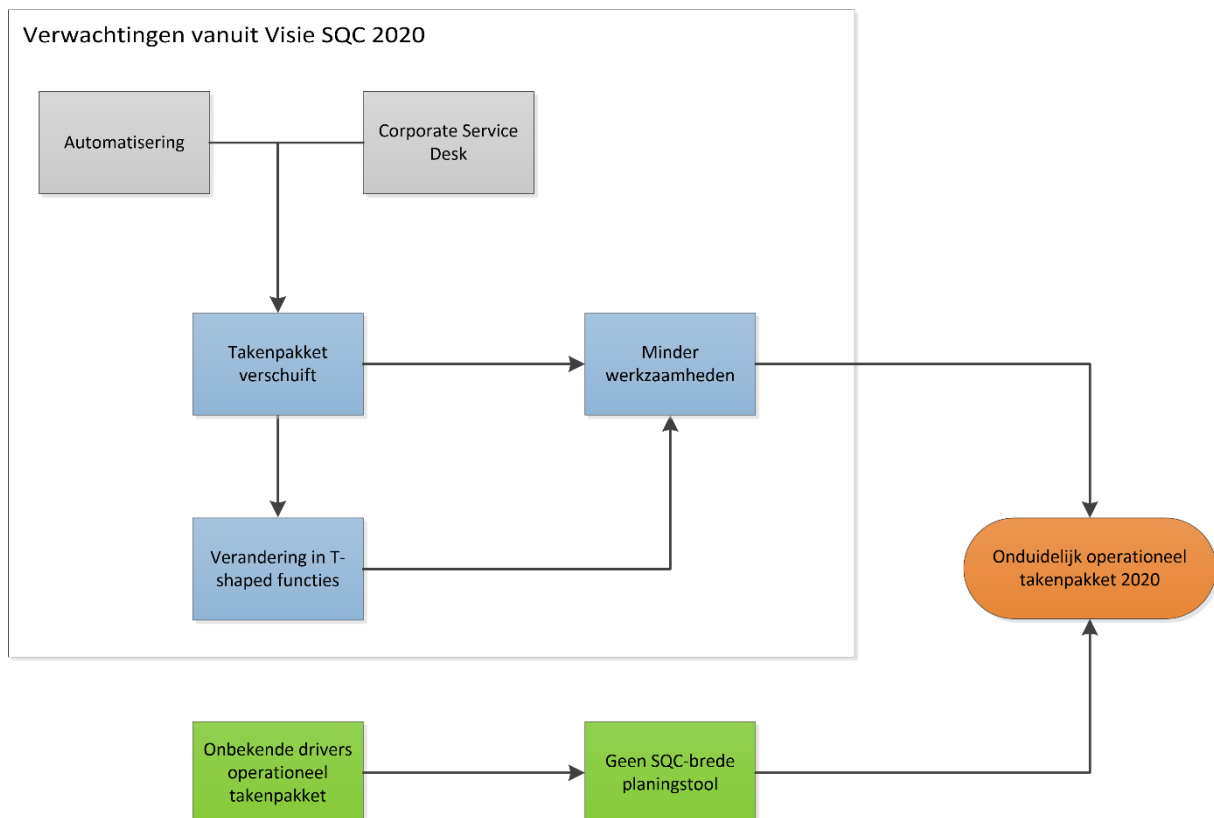 Verwachtingen vanuit Visie SQC 2020
Automatisering
Corporate Service
Desk
Takenpakket
verschuift
Minder
werkzaamheden
Verandering in T-
shaped functies
Onduidelijk operationeel
takenpakket 2020
Onbekende drivers
operationeel
takenpakket
Geen SQC-brede
planingstool